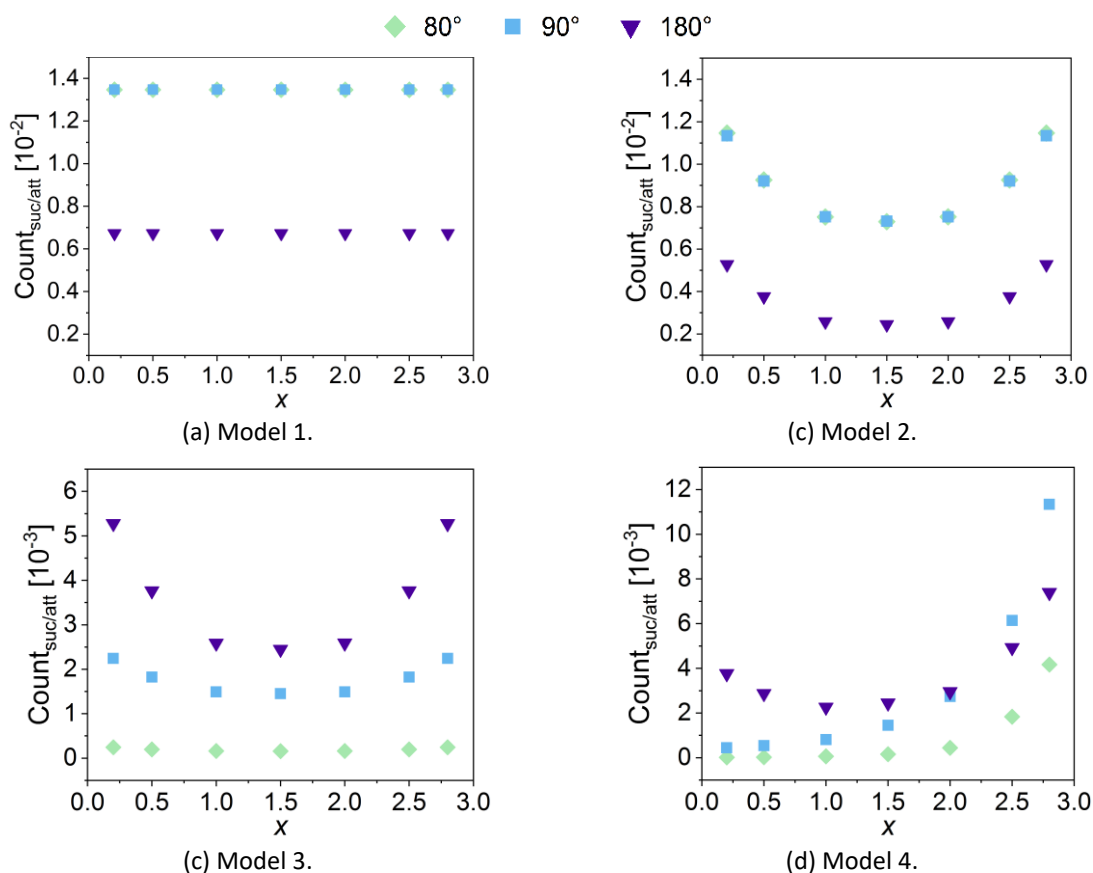 80° 90° 180°
Count_suc/att [10^-2]
1.4
1.2
1.0
0.8
0.6
0.4
0.2
0.0 0.5 1.0 1.5 2.0 2.5 3.0
x
(a) Model 1.
Count_suc/att [10^-2]
1.4
1.2
1.0
0.8
0.6
0.4
0.2
0.0 0.5 1.0 1.5 2.0 2.5 3.0
x
(c) Model 2.
Count_suc/att [10^-3]
6
5
4
3
2
1
0
0.0 0.5 1.0 1.5 2.0 2.5 3.0
x
(c) Model 3.
Count_suc/att [10^-3]
12
10
8
6
4
2
0
0.0 0.5 1.0 1.5 2.0 2.5 3.0
x
(d) Model 4.